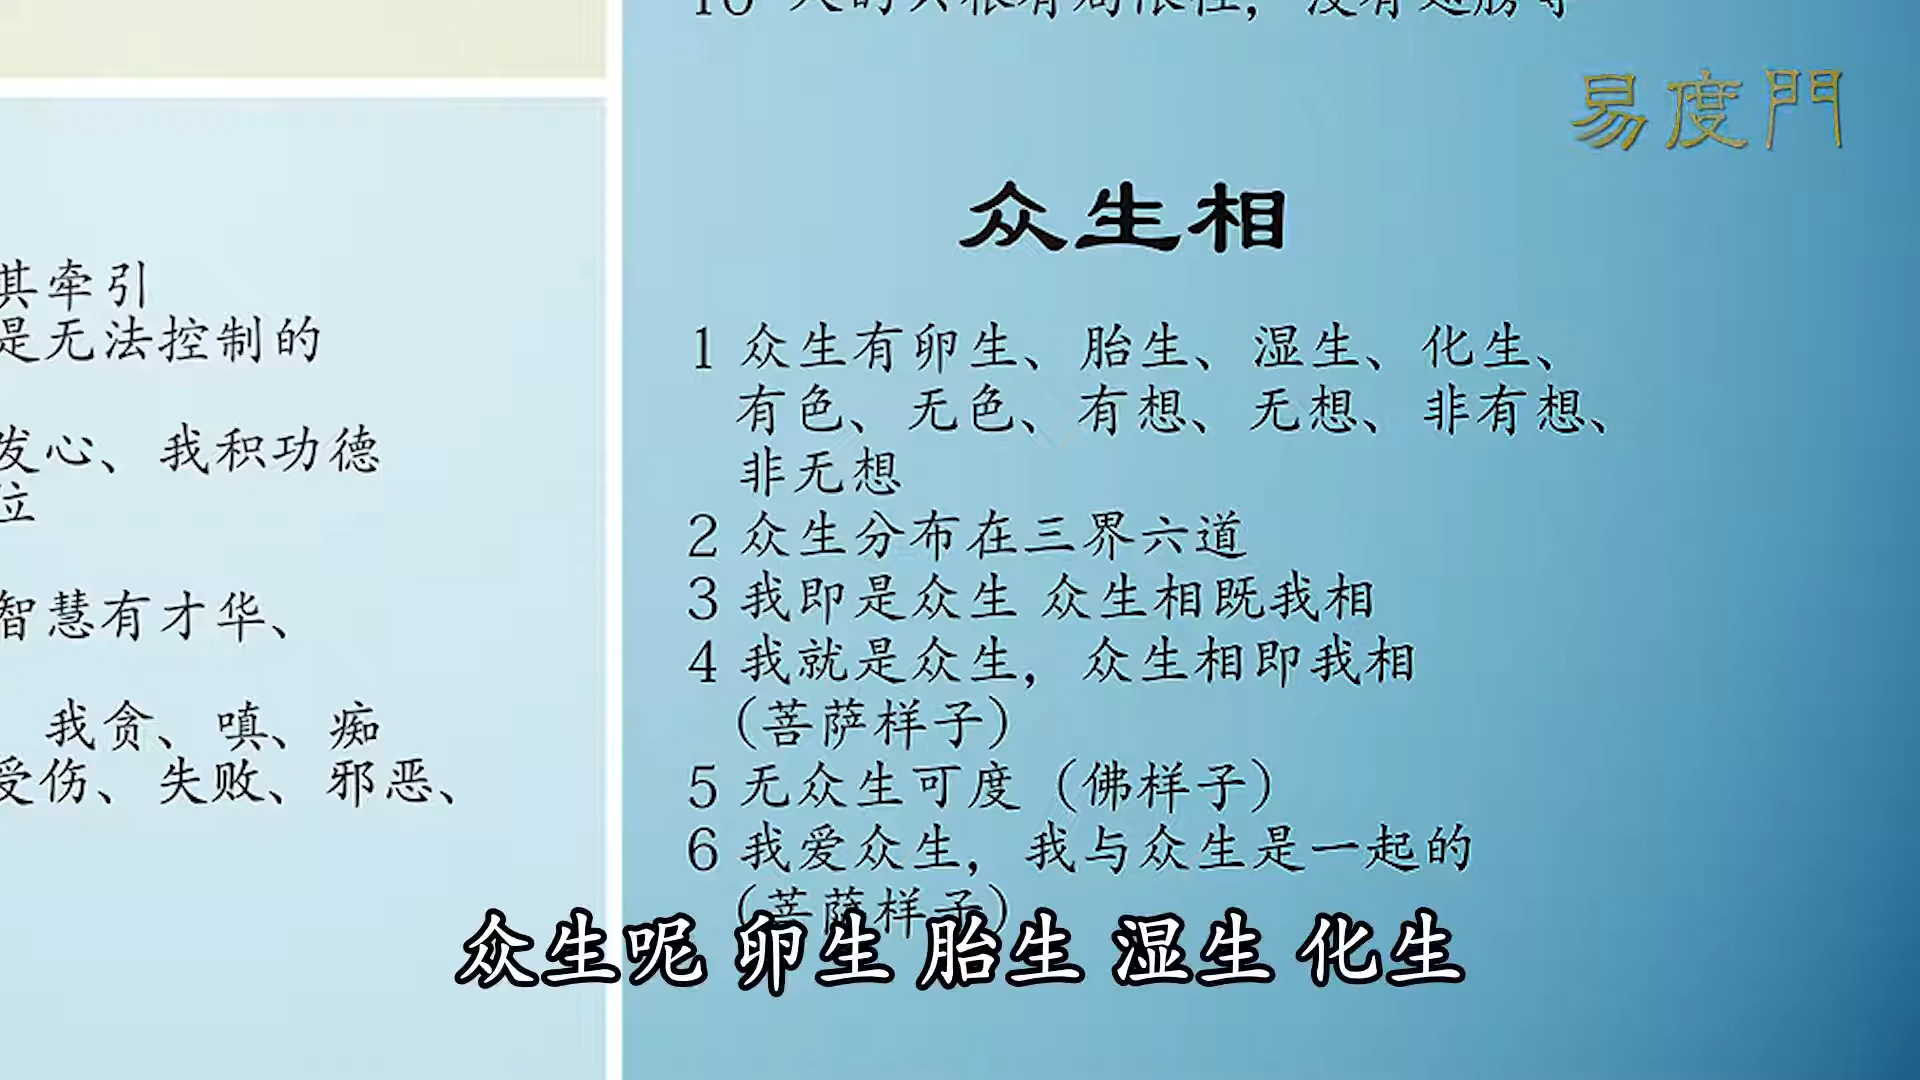 易度門
其牵引
是无法控制的
发心、我积功德
位
智慧有才华、
我贪、嗔、痴
受伤、失败、邪恶、
众生相
1 众生有卵生、胎生、湿生、化生、
有色、无色、有想、无想、非有想、
非无想
2 众生分布在三界六道
3 我即是众生 众生相既我相
4 我就是众生，众生相即我相
（菩萨样子）
5 无众生可度（佛样子）
6 我爱众生，我与众生是一起的
（菩萨样子）
众生呢 卵生 胎生 湿生 化生